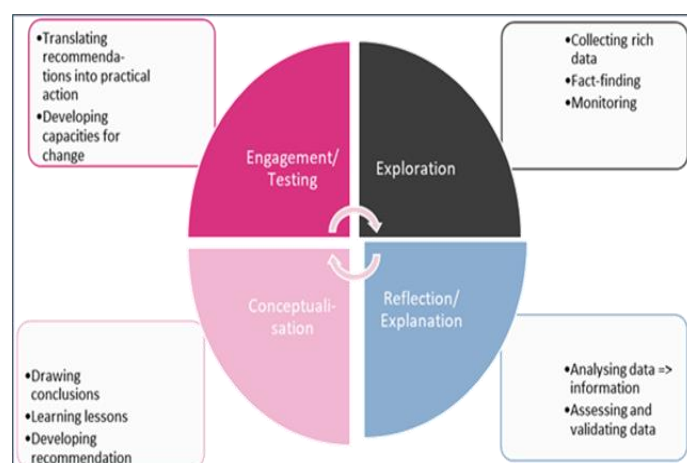 •Translating
recommenda-
tions into practical
action
•Developing
capacities for
change
•Collecting rich
data
•Fact-finding
•Monitoring
Engagement/
Testing
Exploration
Conceptuali-
sation
Reflection/
Explanation
•Drawing
conclusions
•Learning lessons
•Developing
recommendation
•Analysing data =>
information
•Assessing and
validating data